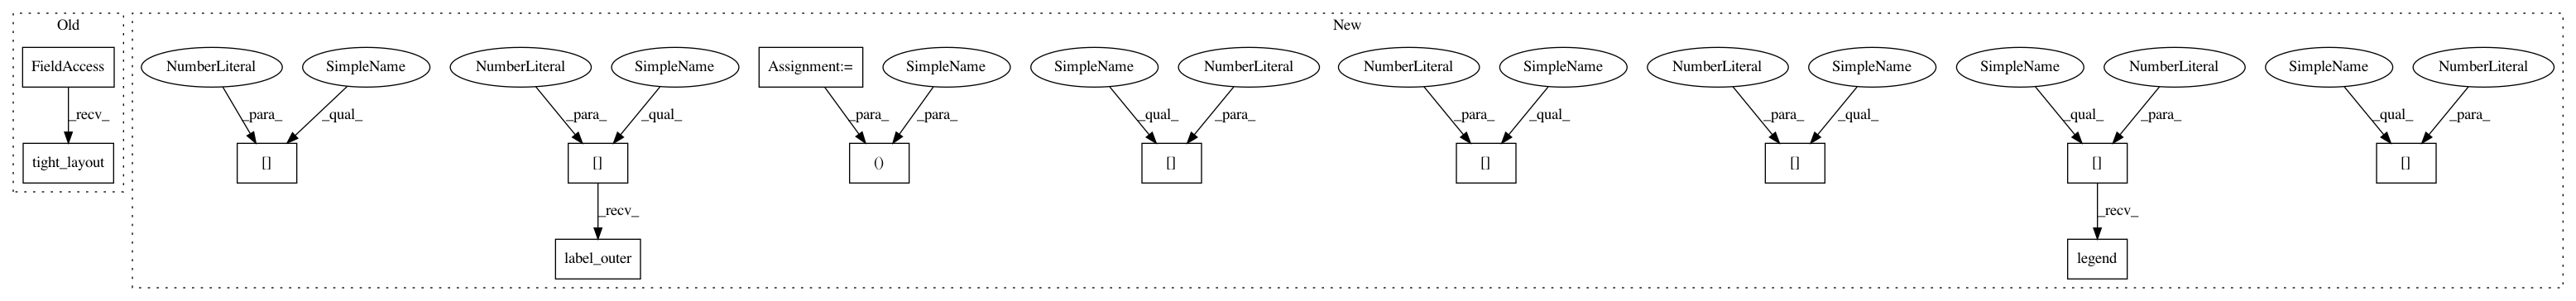 Old
New
FieldAccess
NumberLiteral
SimpleName
NumberLiteral
SimpleName
Assignment:=
SimpleName
SimpleName
NumberLiteral
NumberLiteral
SimpleName
NumberLiteral
SimpleName
SimpleName
NumberLiteral
SimpleName
NumberLiteral
_recv_
_para_
_qual_
_para_
_qual_
_para_
_para_
_qual_
_para_
_para_
_qual_
_para_
_qual_
_qual_
_para_
_qual_
_para_
tight_layout
[]
[]
()
[]
[]
[]
[]
[]
_recv_
_recv_
label_outer
legend